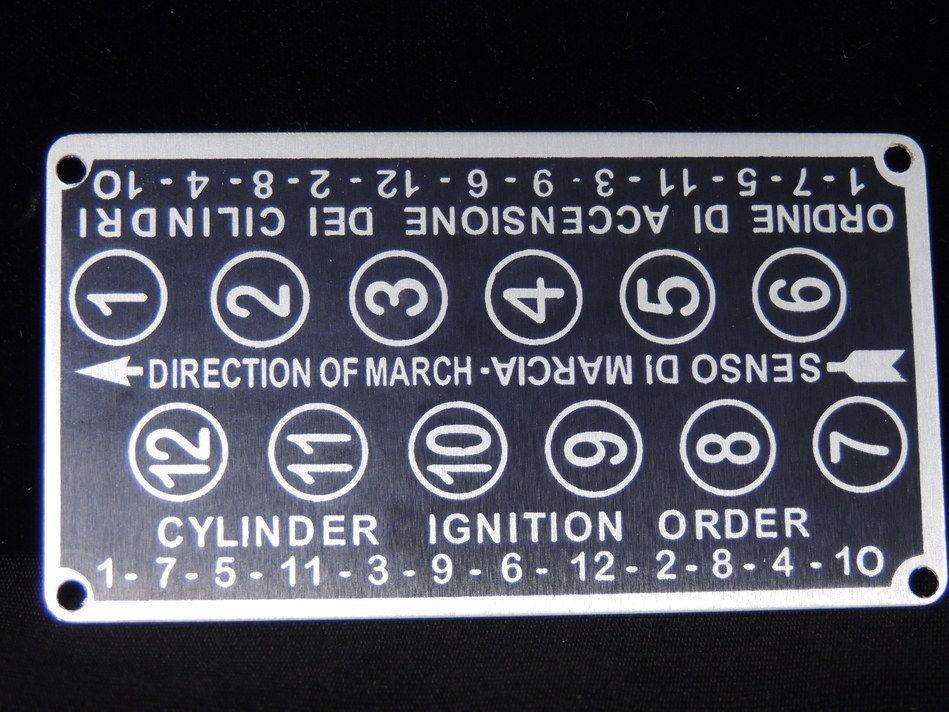 1 - 7 - 5 - 11 - 3 - 9 - 6 - 12 - 2 - 8 - 4 - 10
ORDINE DI ACCENSIONE DEI CILINDRI
1 2 3 4 5 6
DIRECTION OF MARCH - SENSO DI MARCIA
12 11 10 9 8 7
CYLINDER IGNITION ORDER
1 - 7 - 5 - 11 - 3 - 9 - 6 - 12 - 2 - 8 - 4 - 10